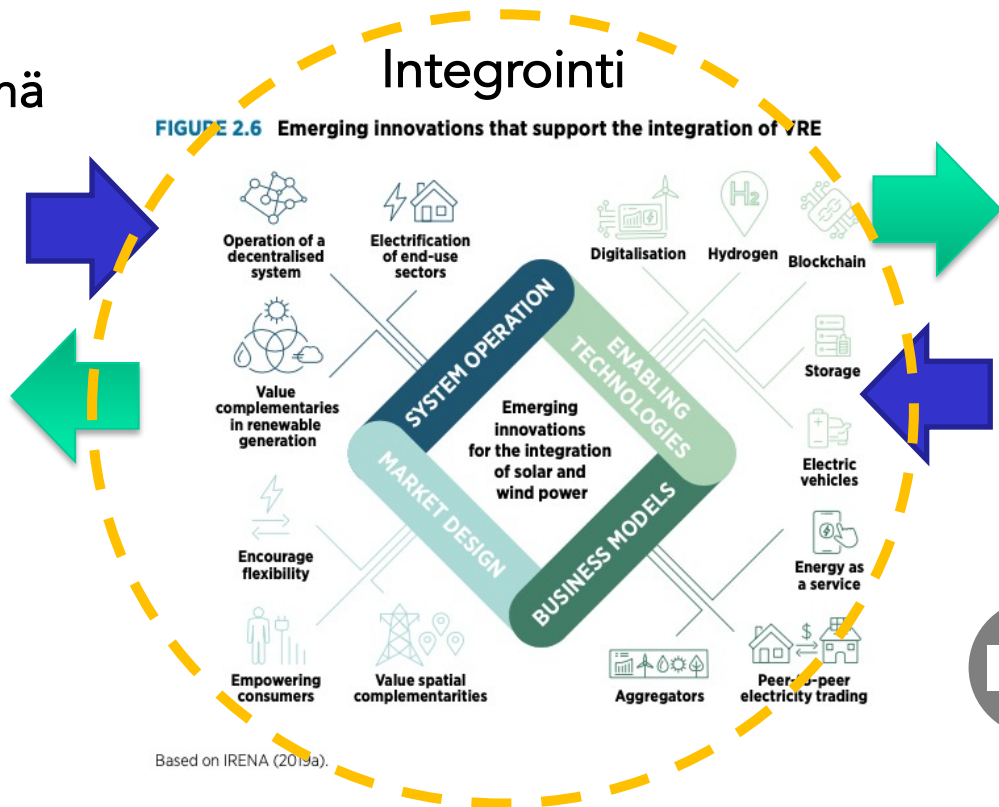 nä
Integrointi
FIGURE 2.6 Emerging innovations that support the integration of VRE
Operation of a
decentralised
system
Electrification
of end-use
sectors
Digitalisation
Hydrogen
H2
Blockchain
Value
complementaries
in renewable
generation
SYSTEM OPERATION
ENABLING
TECHNOLOGIES
Storage
Emerging
innovations
for the integration
of solar and
wind power
Electric
vehicles
MARKET DESIGN
BUSINESS MODELS
Encourage
flexibility
Energy as
a service
Empowering
consumers
Value spatial
complementarities
Aggregators
$
Peer-to-peer
electricity trading
Based on IRENA (2019a).